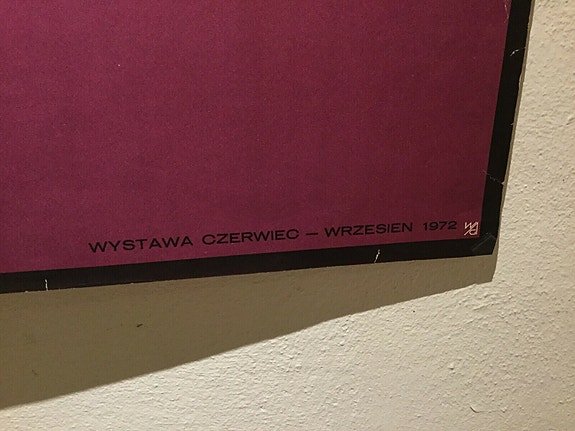 WYSTAWA CZERWIEC — WRZESIEN 1972